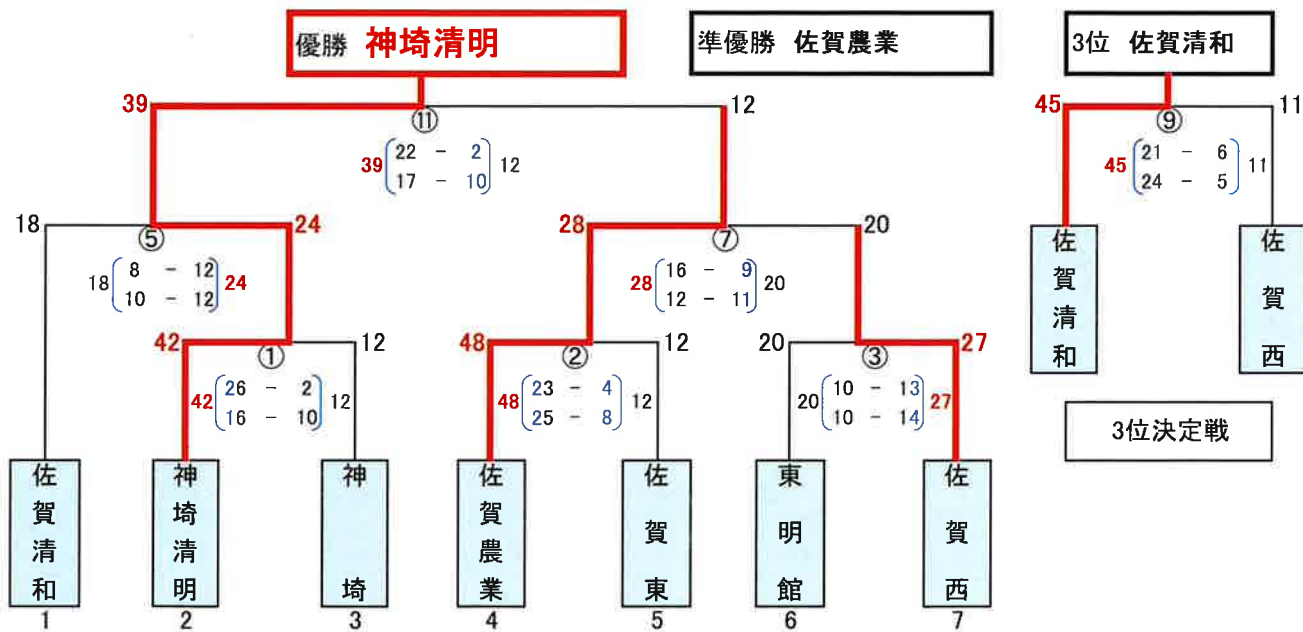 優勝 神埼清明
準優勝 佐賀農業
3位 佐賀清和
39 12
⑪
39 22 - 2 12
17 - 10
45 11
⑨
45 21 - 6 11
24 - 5
佐賀清和
佐賀西
3位決定戦
18 24
⑤
18 8 - 12 24
10 - 12
28 20
⑦
28 16 - 9 20
12 - 11
42 12
①
42 26 - 2 12
16 - 10
48 12
②
48 23 - 4 12
25 - 8
20 27
③
20 10 - 13 27
10 - 14
佐賀清和
神埼清明
神埼
佐賀農業
佐賀東
東明館
佐賀西
1 2 3 4 5 6 7